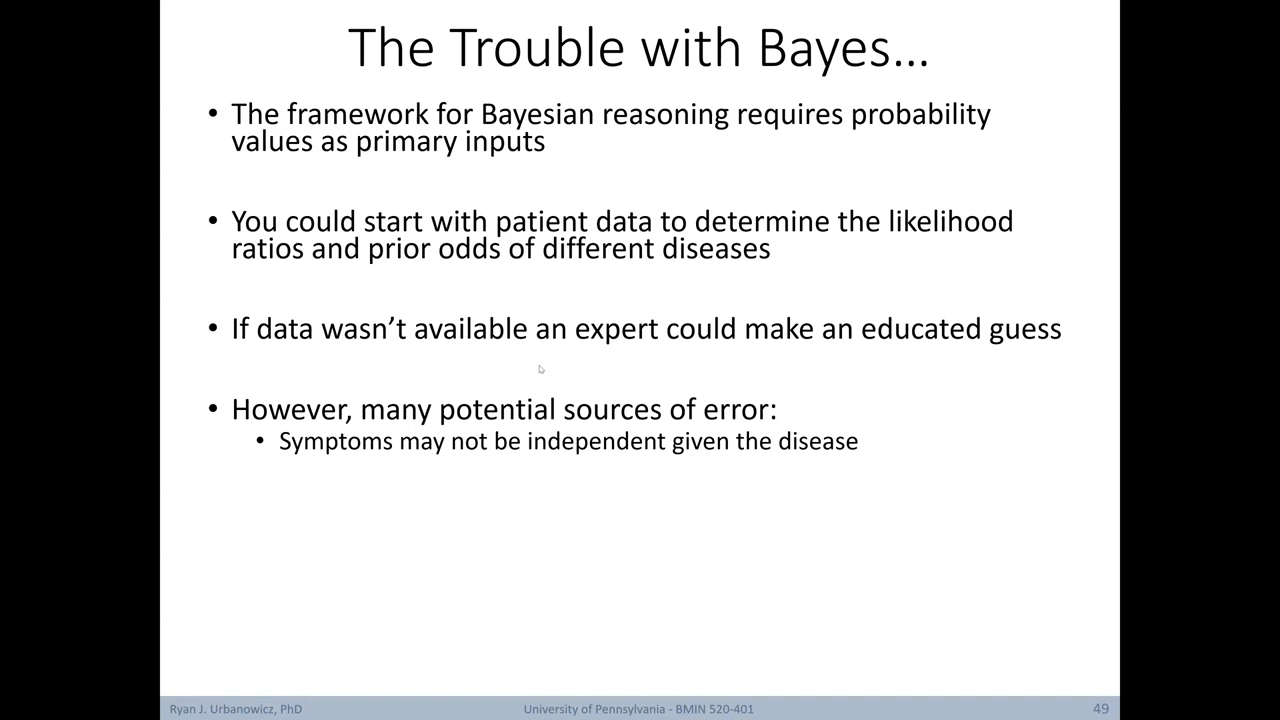 The Trouble with Bayes...
• The framework for Bayesian reasoning requires probability
values as primary inputs
• You could start with patient data to determine the likelihood
ratios and prior odds of different diseases
• If data wasn’t available an expert could make an educated guess
• However, many potential sources of error:
• Symptoms may not be independent given the disease
Ryan J. Urbanowicz, PhD
University of Pennsylvania - BMIN 520-401
49